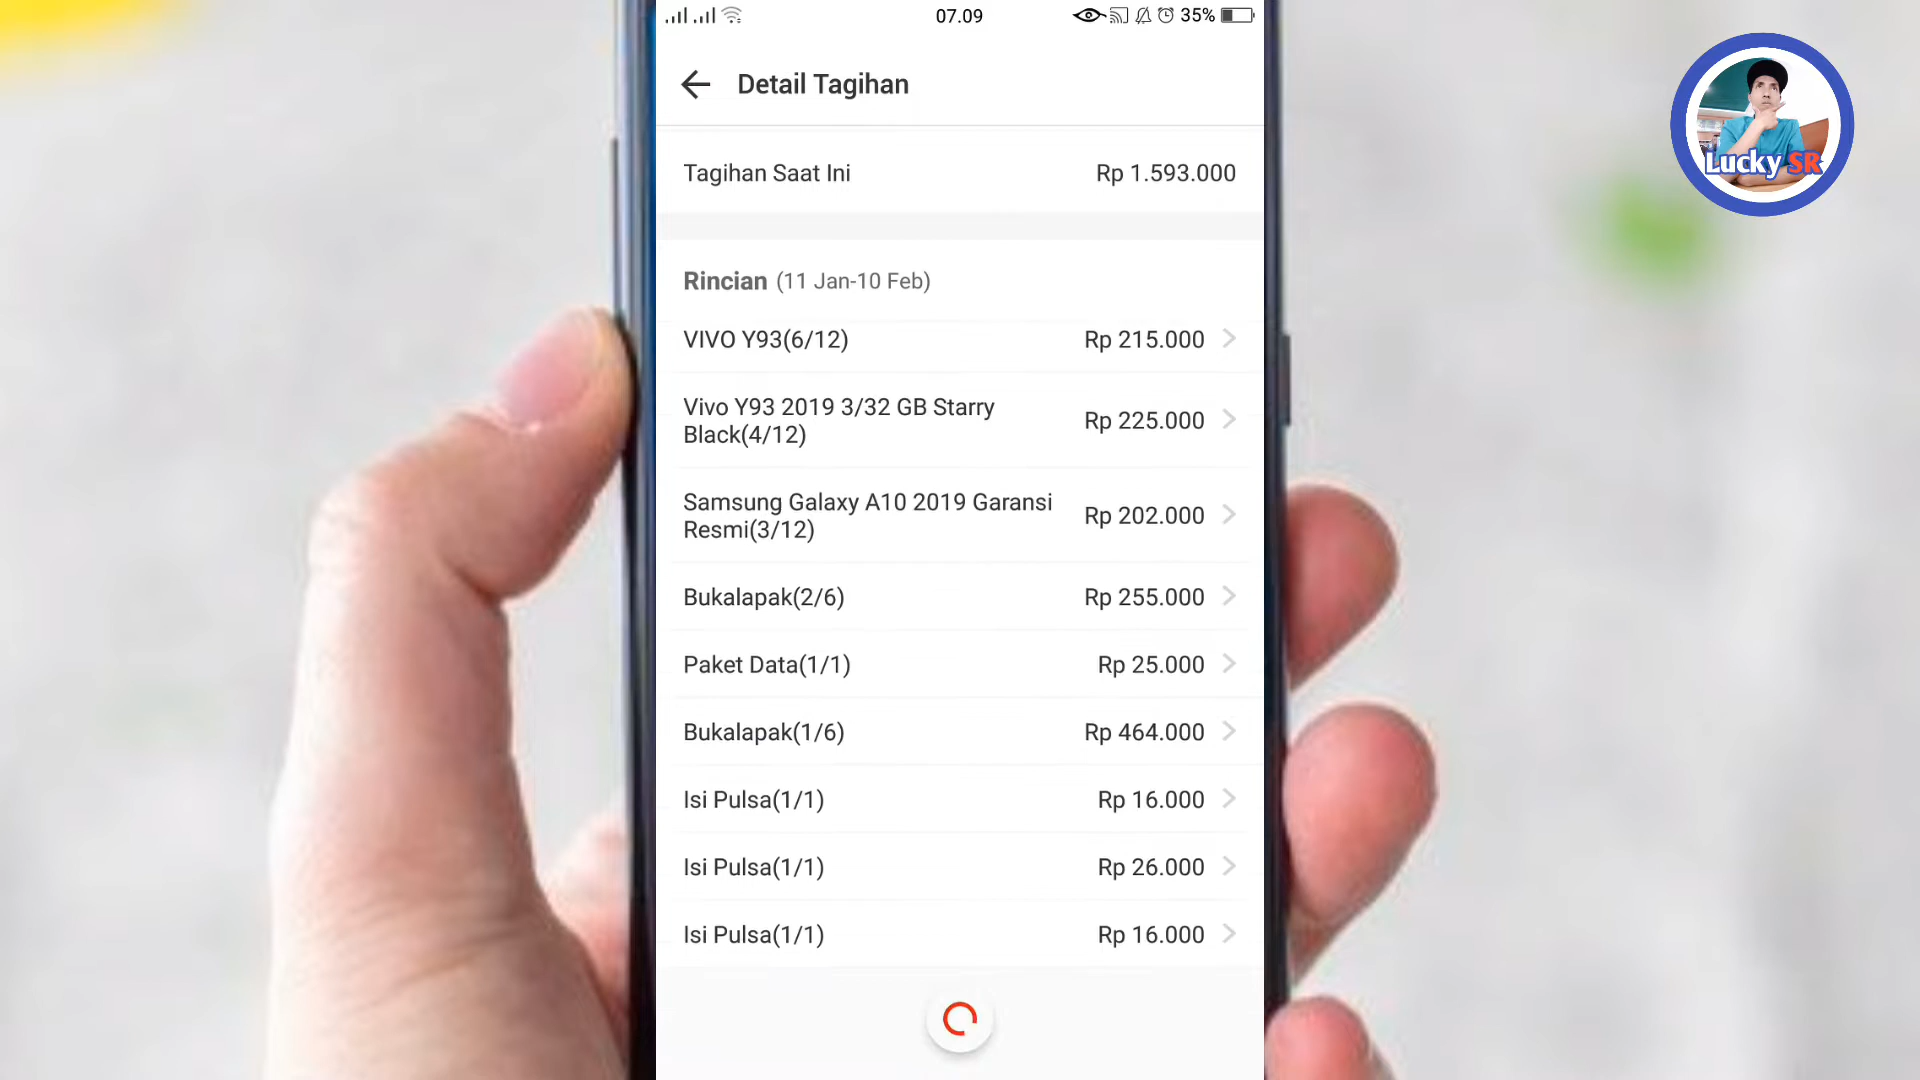 07.09
35%
Detail Tagihan
Tagihan Saat Ini Rp 1.593.000
Rincian (11 Jan-10 Feb)
VIVO Y93(6/12) Rp 215.000
Vivo Y93 2019 3/32 GB Starry
Black(4/12) Rp 225.000
Samsung Galaxy A10 2019 Garansi
Resmi(3/12) Rp 202.000
Bukalapak(2/6) Rp 255.000
Paket Data(1/1) Rp 25.000
Bukalapak(1/6) Rp 464.000
Isi Pulsa(1/1) Rp 16.000
Isi Pulsa(1/1) Rp 26.000
Isi Pulsa(1/1) Rp 16.000
Lucky SR